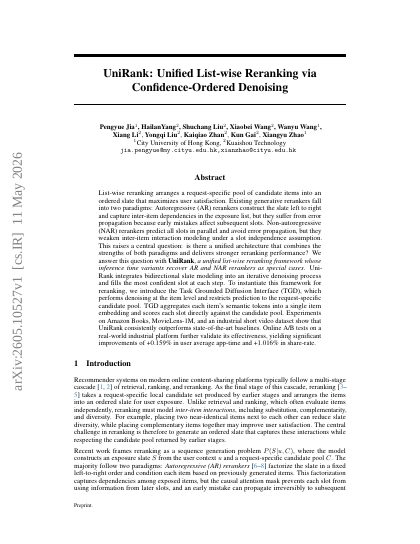 UniRank: Unified List-wise Reranking via
Confidence-Ordered Denoising
Pengyue Jia1, HailanYang2, Shuchang Liu2, Xiaobei Wang2, Wanyu Wang1,
Xiang Li2, Yongqi Liu2, Kaiqiao Zhan2, Kun Gai2, Xiangyu Zhao1
1City University of Hong Kong, 2Kuaishou Technology
jia.pengyue@my.cityu.edu.hk,xianzhao@cityu.edu.hk
Abstract
List-wise reranking arranges a request-specific pool of candidate items into an
ordered slate that maximizes user satisfaction. Existing generative rerankers fall
into two paradigms: Autoregressive (AR) rerankers construct the slate left to right
and capture inter-item dependencies in the exposure list, but they suffer from error
propagation because early mistakes affect subsequent slots. Non-autoregressive
(NAR) rerankers predict all slots in parallel and avoid error propagation, but they
weaken inter-item interaction modeling under a slot independence assumption.
This raises a central question: is there a unified architecture that combines the
strengths of both paradigms and delivers stronger reranking performance? We
answer this question with UniRank, a unified list-wise reranking framework whose
inference time variants recover AR and NAR rerankers as special cases. Uni-
Rank integrates bidirectional slate modeling into an iterative denoising process
and fills the most confident slot at each step. To instantiate this framework for
reranking, we introduce the Task Grounded Diffusion Interface (TGD), which
performs denoising at the item level and restricts prediction to the request-specific
candidate pool. TGD aggregates each item's semantic tokens into a single item
embedding and scores each slot directly against the candidate pool. Experiments
on Amazon Books, MovieLens-1M, and an industrial short video dataset show that
UniRank consistently outperforms state-of-the-art baselines. Online A/B tests on a
real-world industrial platform further validate its effectiveness, yielding significant
improvements of +0.159% in user average app-time and +1.016% in share-rate.
1 Introduction
Recommender systems on modern online content-sharing platforms typically follow a multi-stage
cascade [1, 2] of retrieval, ranking, and reranking. As the final stage of this cascade, reranking [3–
5] takes a request-specific local candidate set produced by earlier stages and arranges the items
into an ordered slate for user exposure. Unlike retrieval and ranking, which often evaluate items
independently, reranking must model inter-item interactions, including substitution, complementarity,
and diversity. For example, placing two near-identical items next to each other can reduce slate
diversity, while placing complementary items together may improve user satisfaction. The central
challenge in reranking is therefore to generate an ordered slate that captures these interactions while
respecting the candidate pool returned by earlier stages.
Recent work frames reranking as a sequence generation problem P(S|u, C), where the model
constructs an exposure slate S from the user context u and a request-specific candidate pool C. The
majority follow two paradigms: Autoregressive (AR) rerankers [6–8] factorize the slate in a fixed
left-to-right order and condition each item based on previously generated items. This factorization
captures dependencies among exposed items, but the causal attention mask prevents each slot from
using information from later slots, and an early mistake can propagate irreversibly to subsequent
Preprint.
arXiv:2605.10527v1 [cs.IR] 11 May 2026